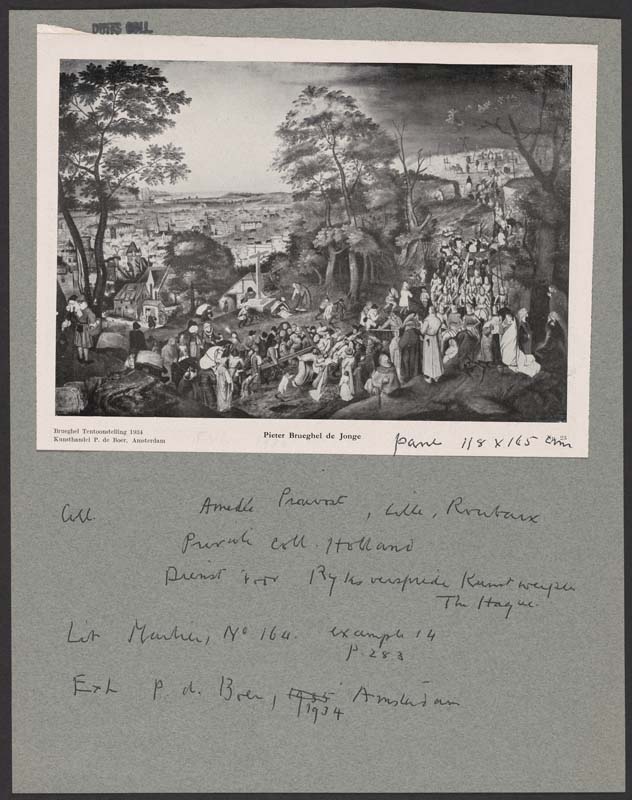 DUITS COLL.
Brueghel Tentoonstelling 1934
Kunsthandel P. de Boer, Amsterdam
Pieter Brueghel de Jonge
23
panel 118 x 165 cm
Coll. Amedée Prouvost, Lille, Roubaix
Private coll. Holland
Dienst voor Rijksverspreide Kunstwerpen
The Hague.
Lit Marlier, No 164. example 14
p. 283
Exh P. d. Boer, 1935 Amsterdam
1934